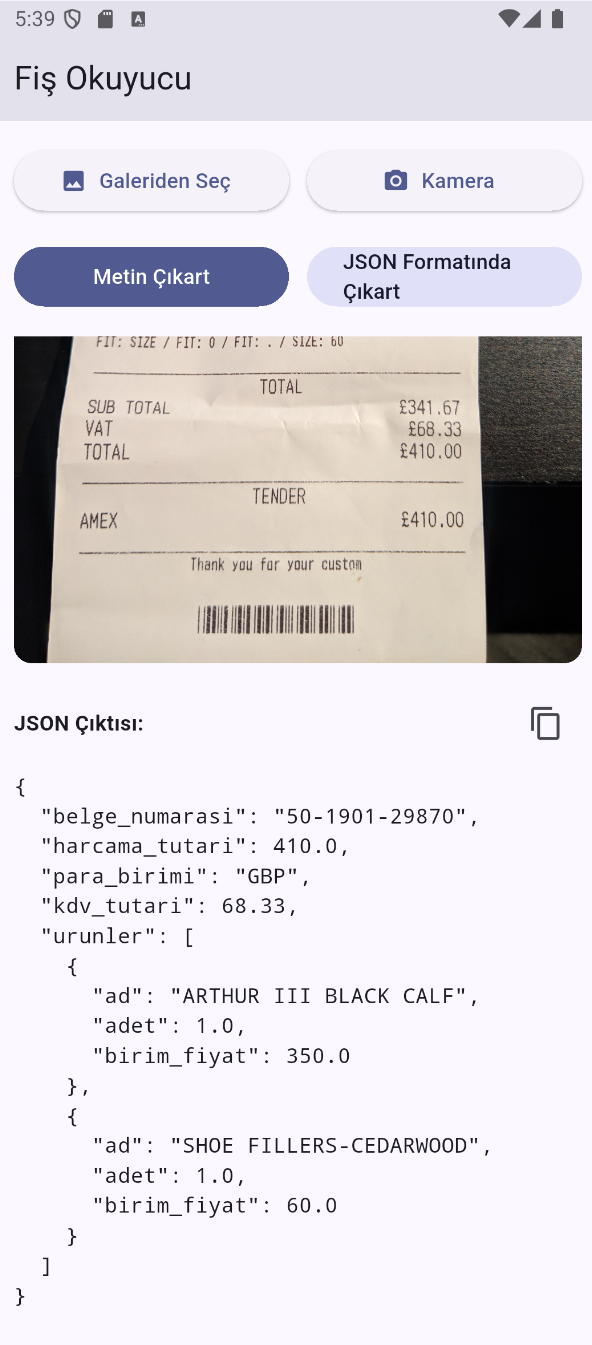 5:39
A
Fiş Okuyucu
Galeriden Seç
Kamera
Metin Çıkart
JSON Formatında
Çıkart
FIT: SIZE / FIT: 0 / FIT: . / SIZE: 60
TOTAL
SUB TOTAL £341.67
VAT £68.33
TOTAL £410.00
TENDER
AMEX £410.00
Thank you for your custom
JSON Çıktısı:
{
"belge_numarasi": "50-1901-29870",
"harcama_tutari": 410.0,
"para_birimi": "GBP",
"kdv_tutari": 68.33,
"urunler": [
{
"ad": "ARTHUR III BLACK CALF",
"adet": 1.0,
"birim_fiyat": 350.0
},
{
"ad": "SHOE FILLERS-CEDARWOOD",
"adet": 1.0,
"birim_fiyat": 60.0
}
]
}